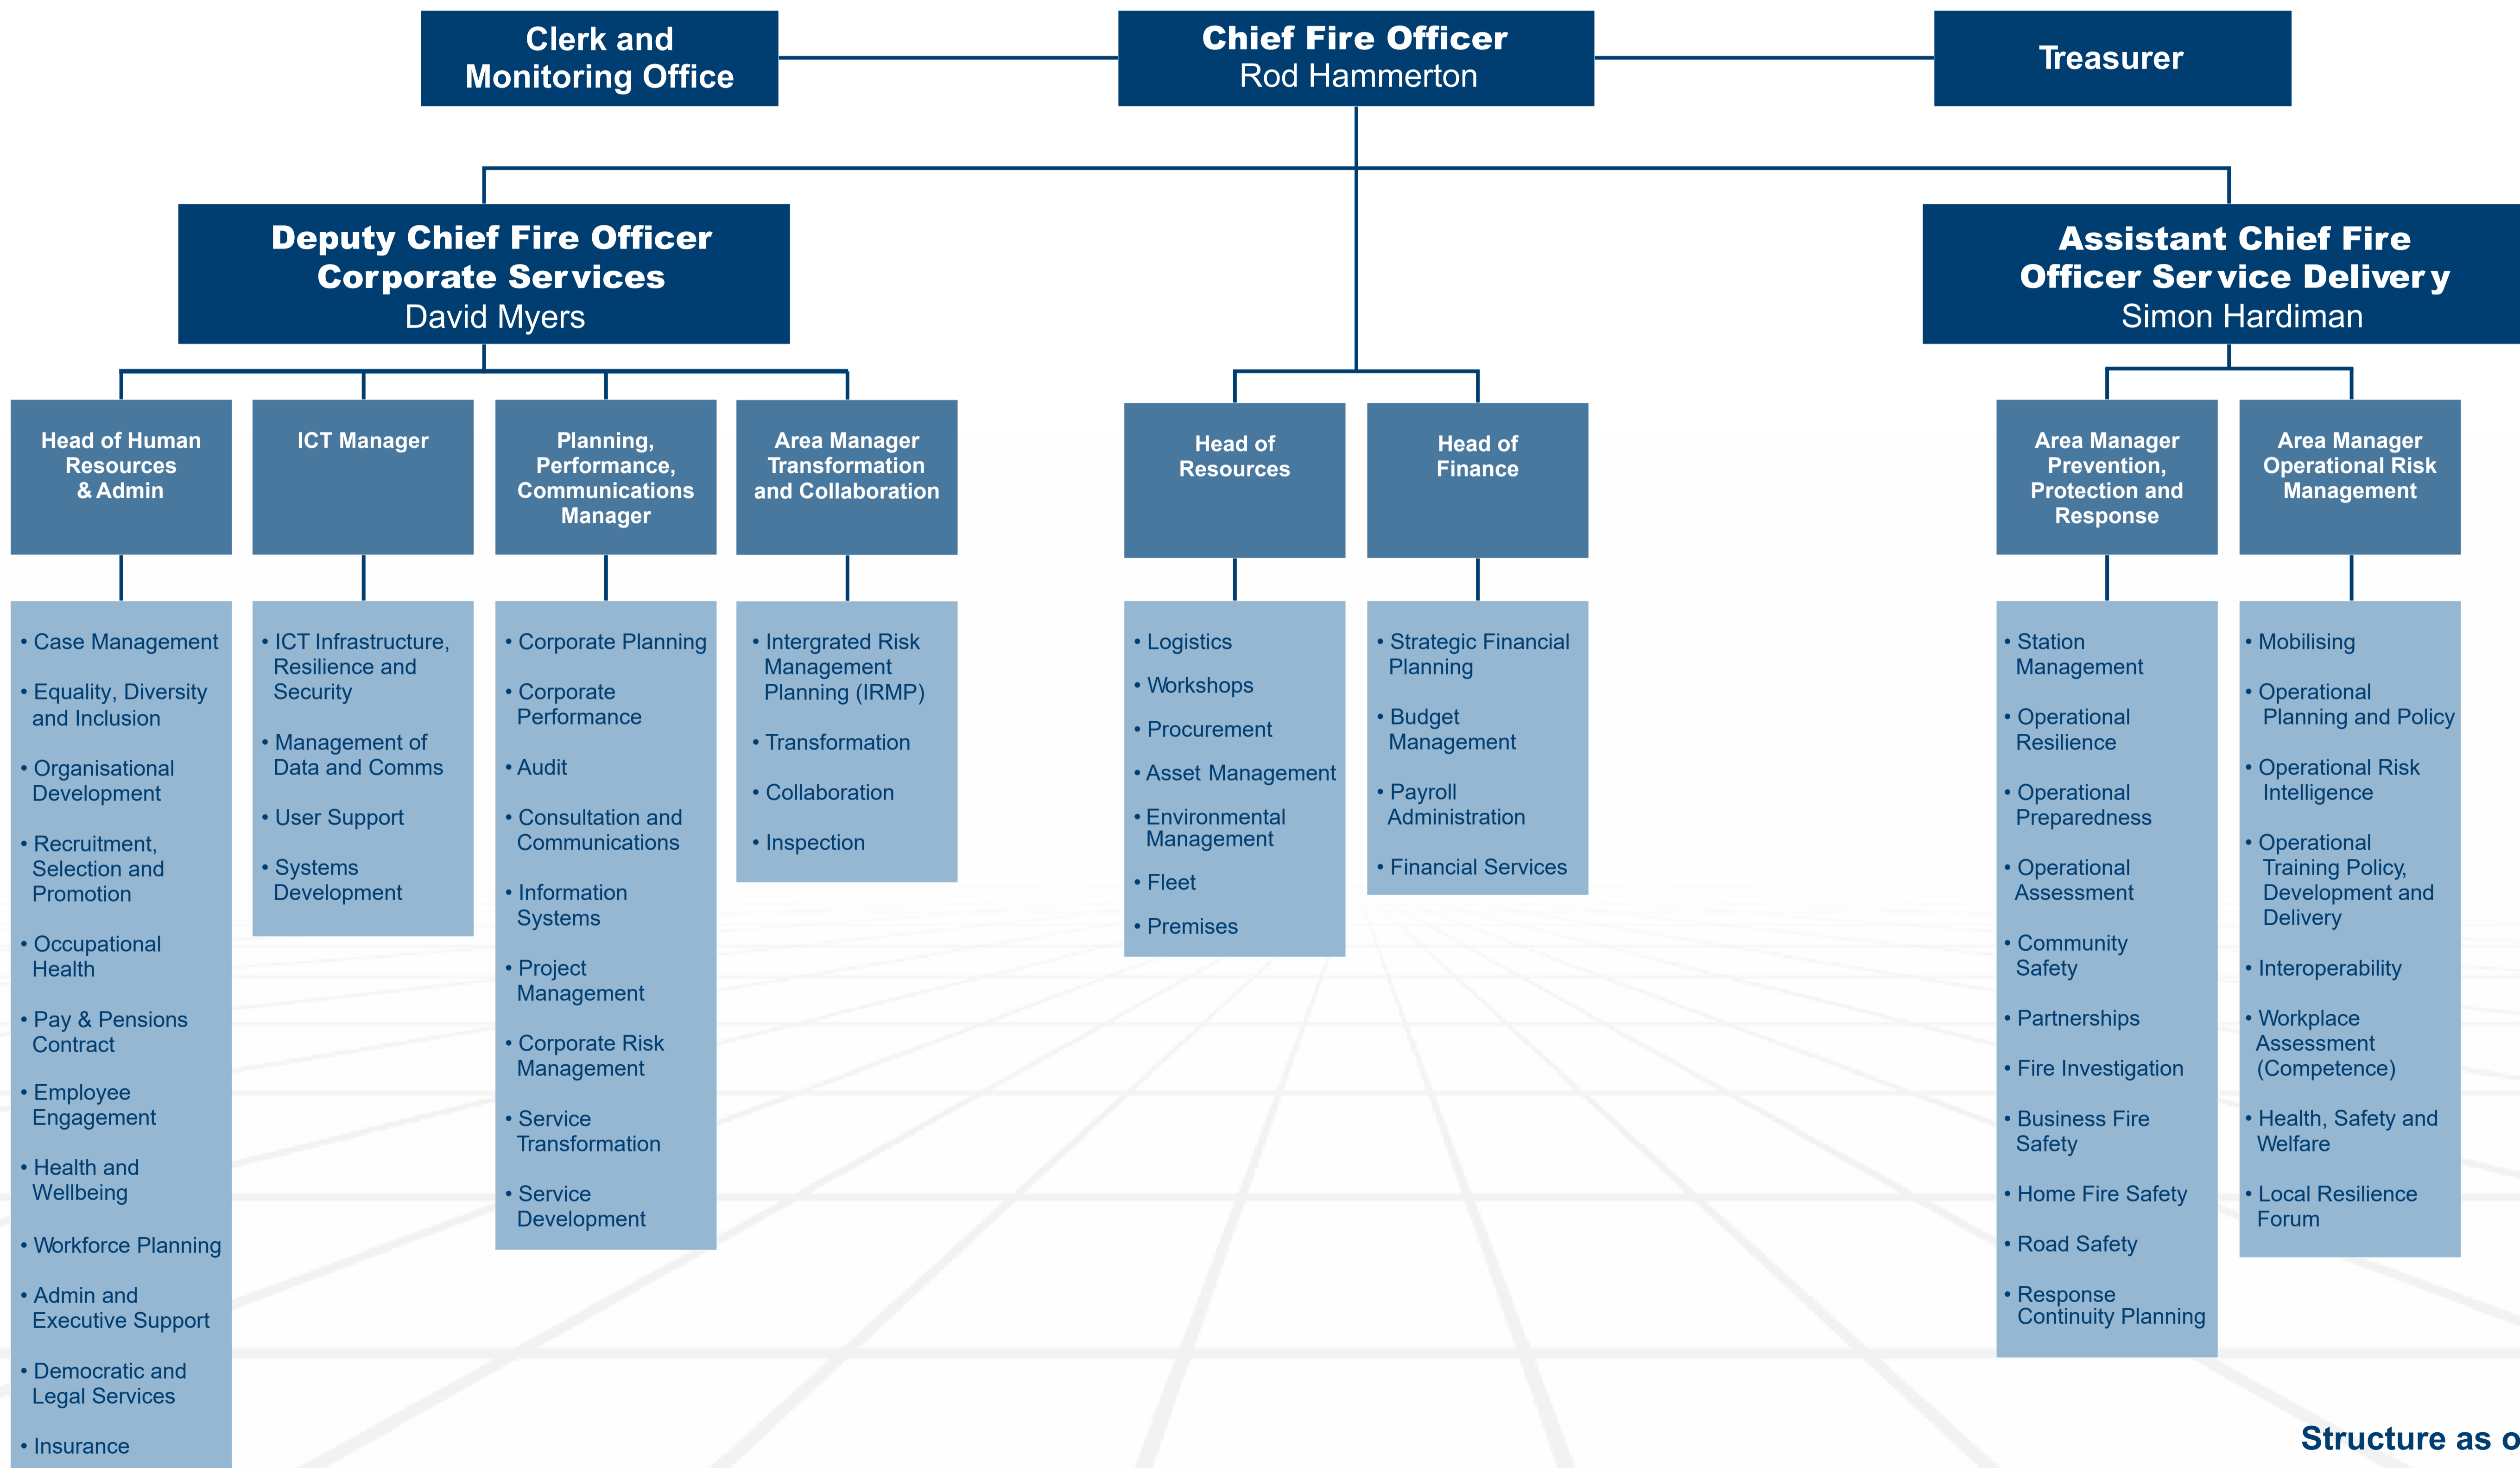 Clerk and
Monitoring Office
Chief Fire Officer
Rod Hammerton
Treasurer
Deputy Chief Fire Officer
Corporate Services
David Myers
Assistant Chief Fire
Officer Service Delivery
Simon Hardiman
Head of Human
Resources
& Admin
ICT Manager
Planning,
Performance,
Communications
Manager
Area Manager
Transformation
and Collaboration
Head of
Resources
Head of
Finance
Area Manager
Prevention,
Protection and
Response
Area Manager
Operational Risk
Management
• Case Management
• Equality, Diversity
and Inclusion
• Organisational
Development
• Recruitment,
Selection and
Promotion
• Occupational
Health
• Pay & Pensions
Contract
• Employee
Engagement
• Health and
Wellbeing
• Workforce Planning
• Admin and
Executive Support
• Democratic and
Legal Services
• Insurance
• ICT Infrastructure,
Resilience and
Security
• Management of
Data and Comms
• User Support
• Systems
Development
• Corporate Planning
• Corporate
Performance
• Audit
• Consultation and
Communications
• Information
Systems
• Project
Management
• Corporate Risk
Management
• Service
Transformation
• Service
Development
• Intergrated Risk
Management
Planning (IRMP)
• Transformation
• Collaboration
• Inspection
• Logistics
• Workshops
• Procurement
• Asset Management
• Environmental
Management
• Fleet
• Premises
• Strategic Financial
Planning
• Budget
Management
• Payroll
Administration
• Financial Services
• Station
Management
• Operational
Resilience
• Operational
Preparedness
• Operational
Assessment
• Community
Safety
• Partnerships
• Fire Investigation
• Business Fire
Safety
• Home Fire Safety
• Road Safety
• Response
Continuity Planning
• Mobilising
• Operational
Planning and Policy
• Operational Risk
Intelligence
• Operational
Training Policy,
Development and
Delivery
• Interoperability
• Workplace
Assessment
(Competence)
• Health, Safety and
Welfare
• Local Resilience
Forum
Structure as